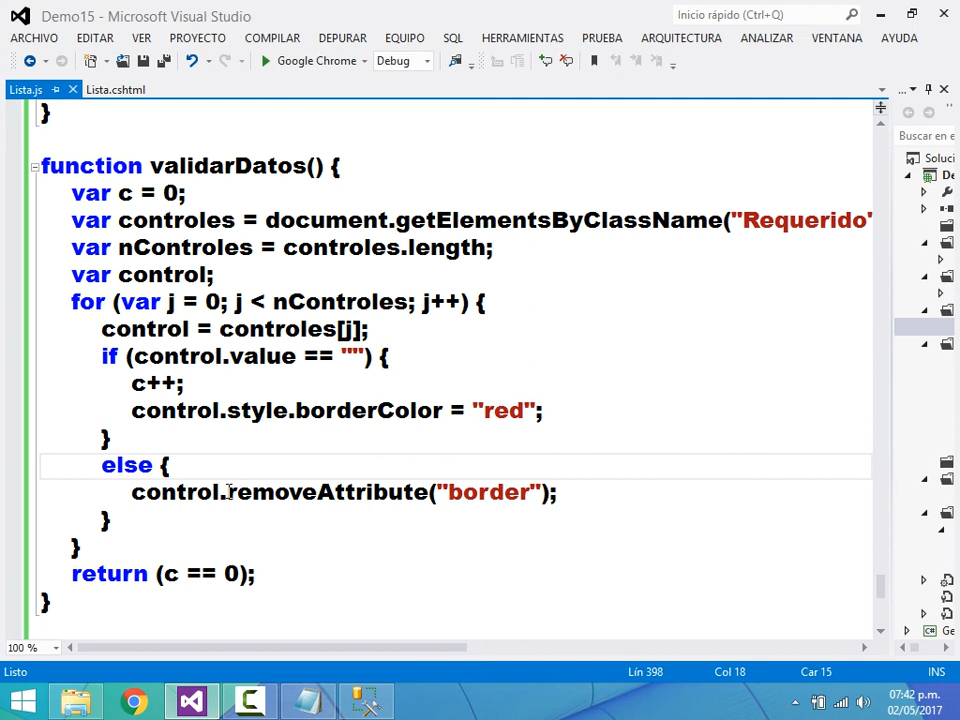 Demo15 - Microsoft Visual Studio
Inicio rápido (Ctrl+Q)
ARCHIVO EDITAR VER PROYECTO COMPILAR DEPURAR EQUIPO SQL HERRAMIENTAS PRUEBA ARQUITECTURA ANALIZAR VENTANA AYUDA
Google Chrome Debug
Lista.js Lista.cshtml ...
}
Buscar en e
function validarDatos() {
Soluci
var c = 0;
De
var controles = document.getElementsByClassName("Requerido"
var nControles = controles.length;
var control;
for (var j = 0; j < nControles; j++) {
control = controles[j];
if (control.value == "") {
c++;
control.style.borderColor = "red";
}
else {
control.removeAttribute("border");
}
}
return (c == 0);
}
C# Ge
100 %
Listo Lín 398 Col 18 Car 15 INS
07:42 p.m.
02/05/2017